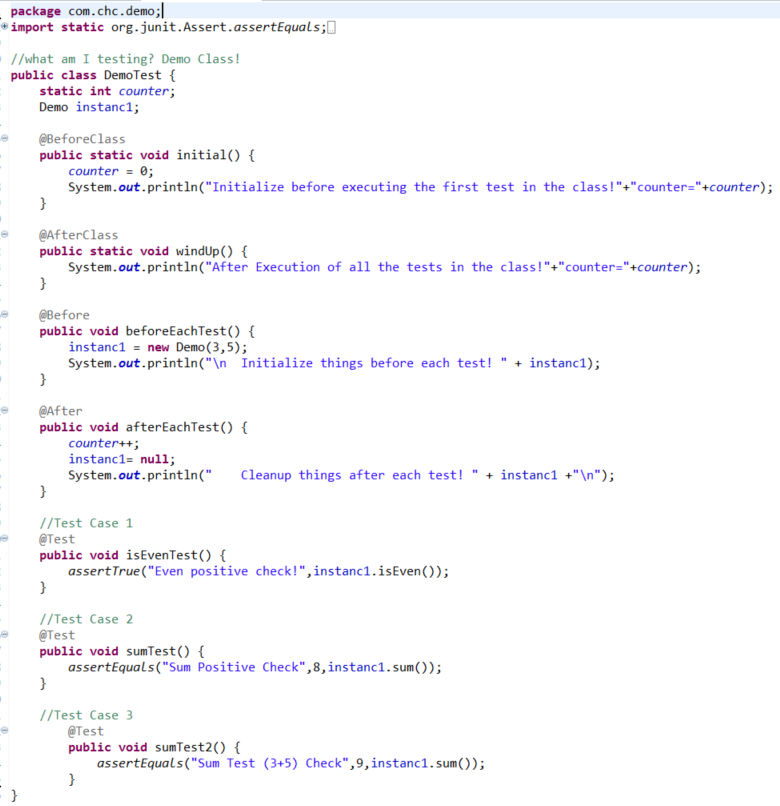 package com.chc.demo;
import static org.junit.Assert.assertEquals;
//what am I testing? Demo Class!
public class DemoTest {
static int counter;
Demo instanc1;
@BeforeClass
public static void initial() {
counter = 0;
System.out.println("Initialize before executing the first test in the class!"+"counter="+counter);
}
@AfterClass
public static void windUp() {
System.out.println("After Execution of all the tests in the class!"+"counter="+counter);
}
@Before
public void beforeEachTest() {
instanc1 = new Demo(3,5);
System.out.println("\n  Initialize things before each test! " + instanc1);
}
@After
public void afterEachTest() {
counter++;
instanc1= null;
System.out.println("    Cleanup things after each test! " + instanc1 +"\n");
}
//Test Case 1
@Test
public void isEvenTest() {
assertTrue("Even positive check!",instanc1.isEven());
}
//Test Case 2
@Test
public void sumTest() {
assertEquals("Sum Positive Check",8,instanc1.sum());
}
//Test Case 3
@Test
public void sumTest2() {
assertEquals("Sum Test (3+5) Check",9,instanc1.sum());
}
}